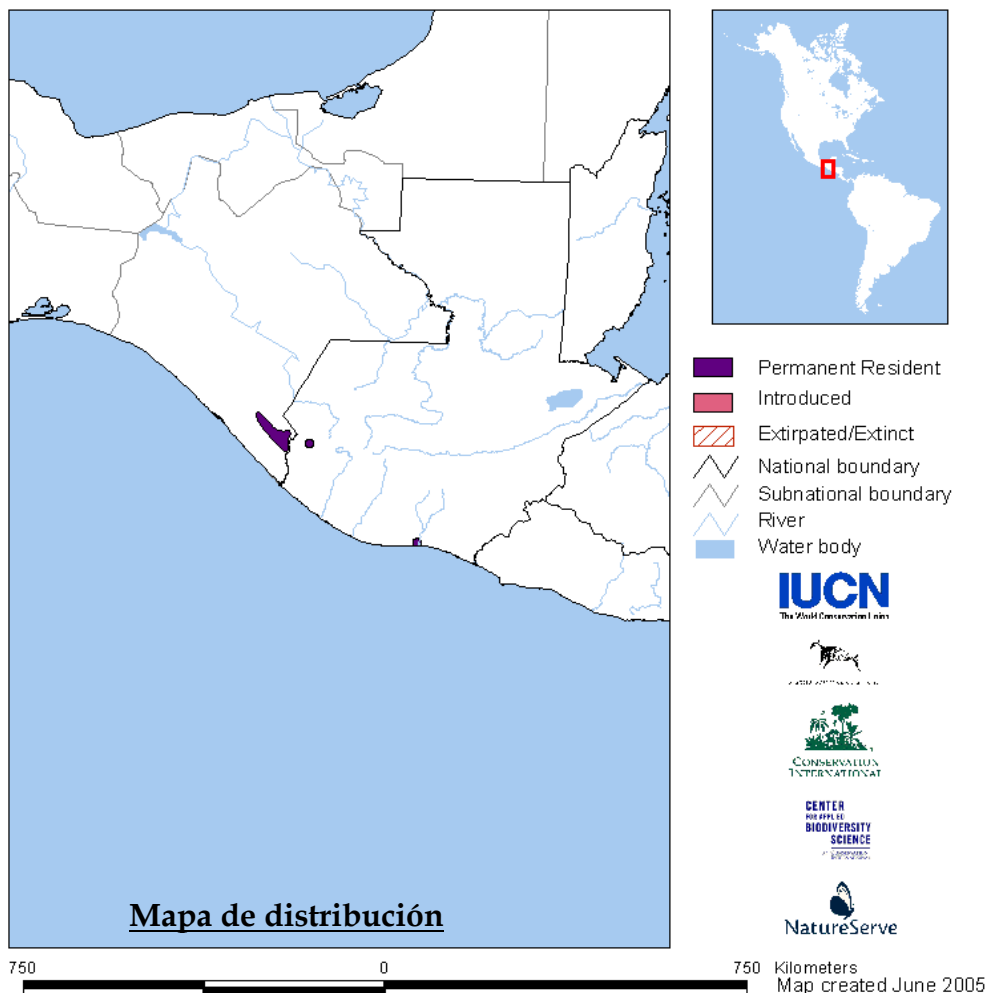 Permanent Resident
Introduced
Extirpated/Extinct
National boundary
Subnational boundary
River
Water body
IUCN
The World Conservation Union
CONSERVATION
INTERNATIONAL
CENTER
FOR APPLIED
BIODIVERSITY
SCIENCE
NatureServe
Mapa de distribución
750 0 750 Kilometers
Map created June 2005